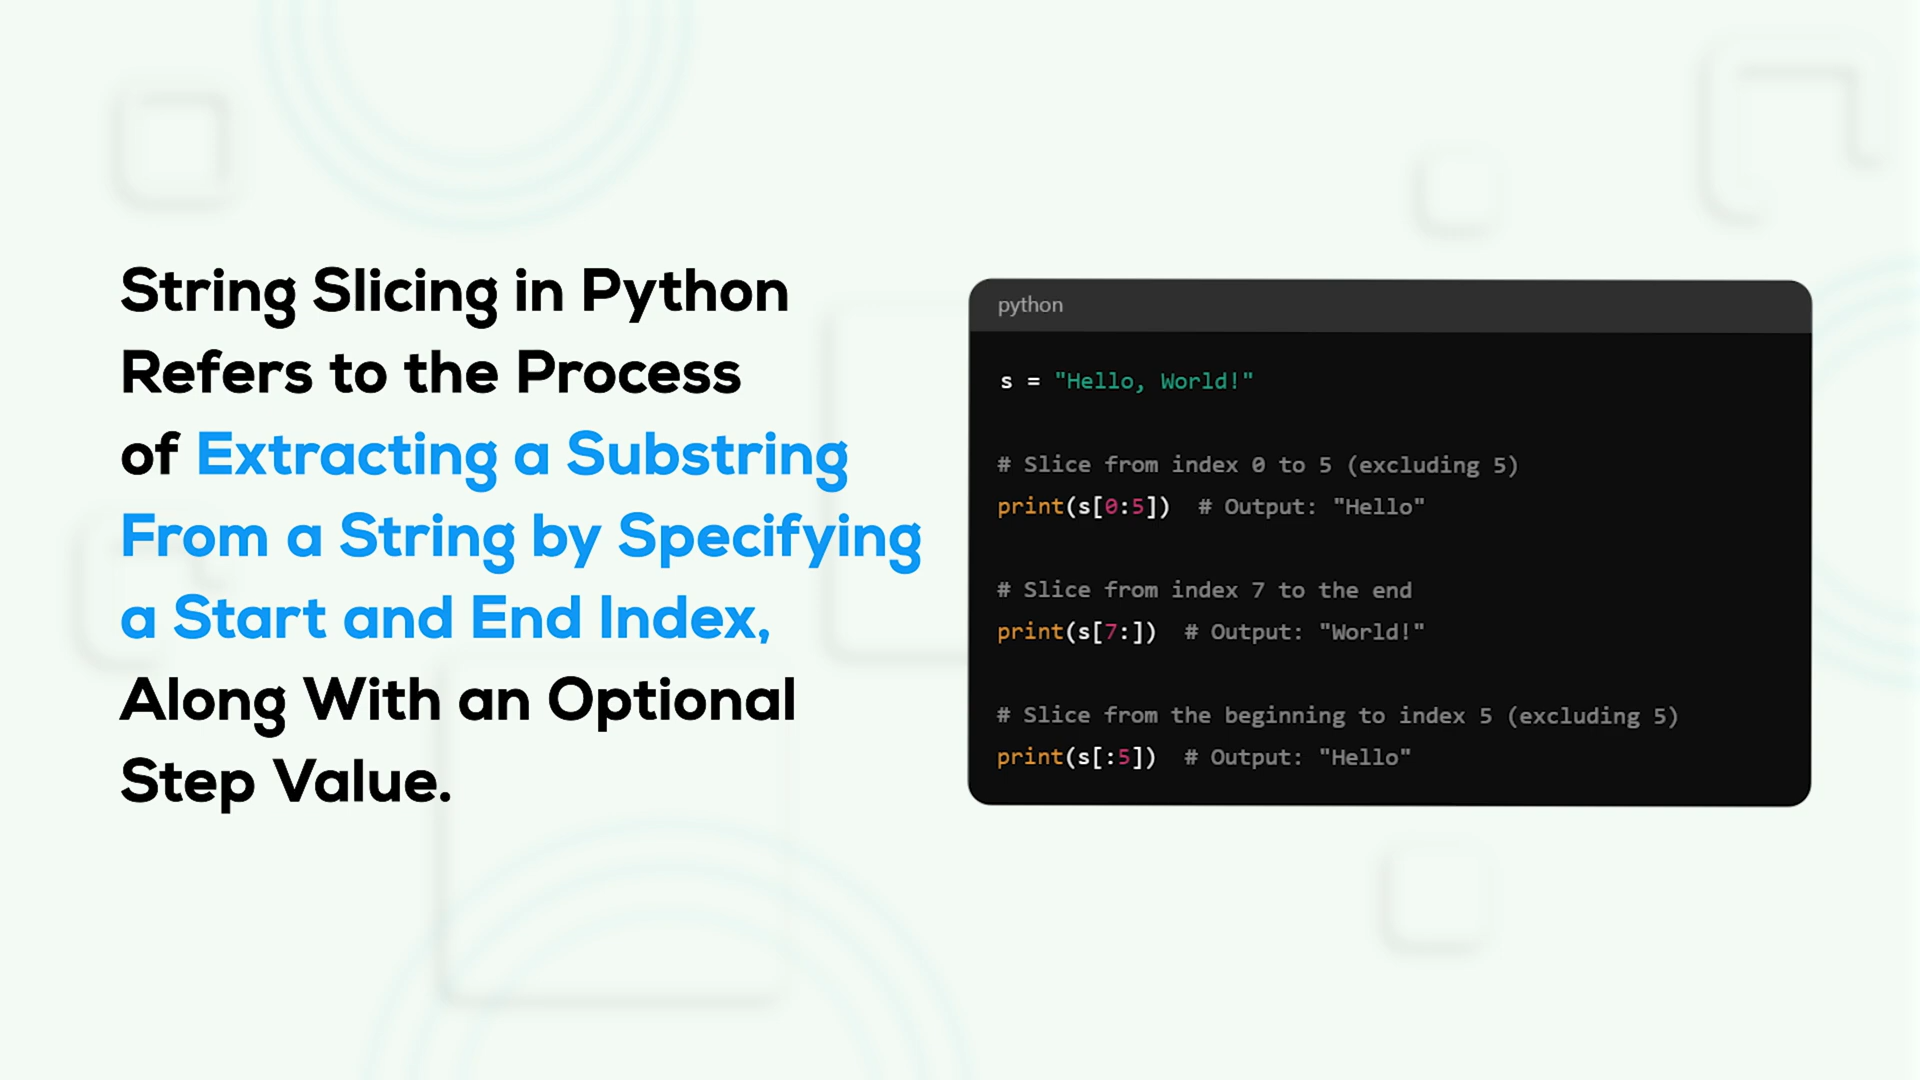 String Slicing in Python
Refers to the Process
of Extracting a Substring
From a String by Specifying
a Start and End Index,
Along With an Optional
Step Value.
python
s = "Hello, World!"
# Slice from index 0 to 5 (excluding 5)
print(s[0:5])  # Output: "Hello"
# Slice from index 7 to the end
print(s[7:])  # Output: "World!"
# Slice from the beginning to index 5 (excluding 5)
print(s[:5])  # Output: "Hello"